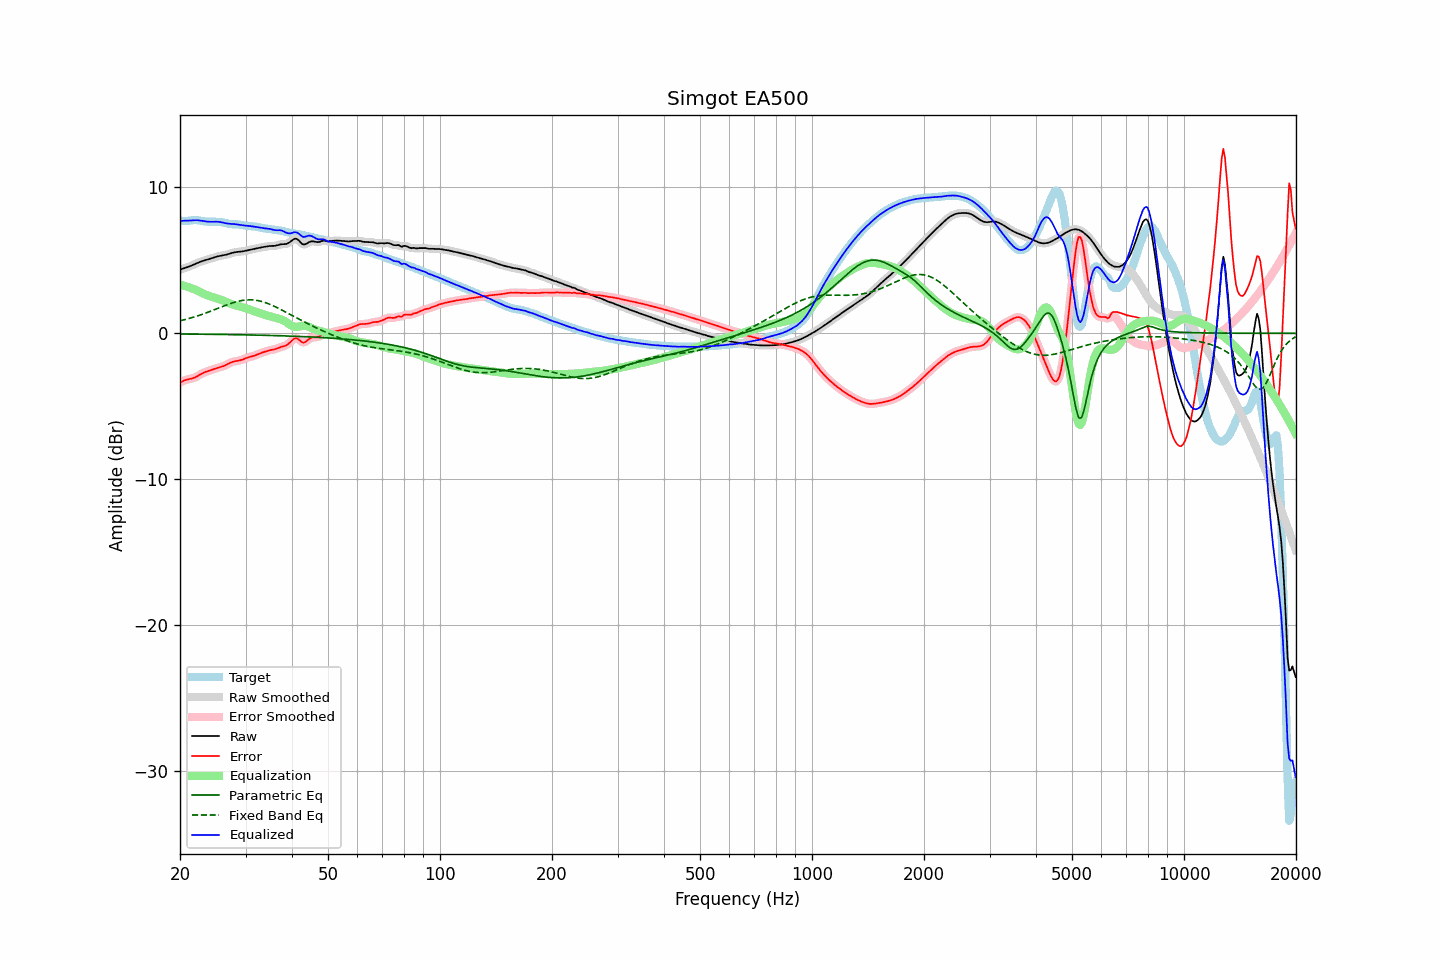 Simgot EA500
Amplitude (dBr)
10
0
−10
−20
−30
Target
Raw Smoothed
Error Smoothed
Raw
Error
Equalization
Parametric Eq
Fixed Band Eq
Equalized
20 50 100 200 500 1000 2000 5000 10000 20000
Frequency (Hz)